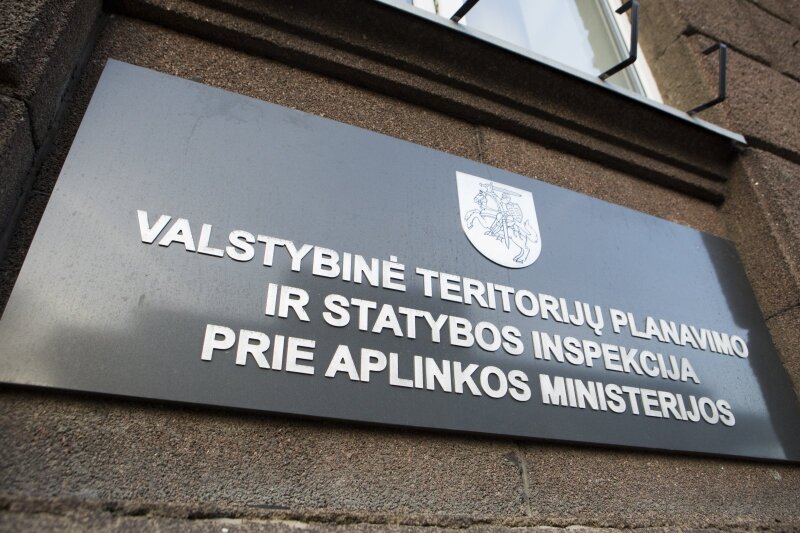 VALSTYBINĖ TERITORIJŲ PLANAVIMO
IR STATYBOS INSPEKCIJA
PRIE APLINKOS MINISTERIJOS